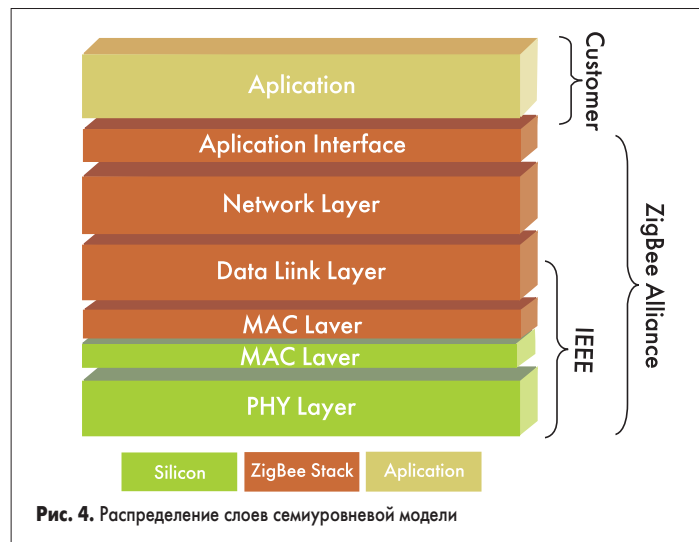 Aplication
Customer
Aplication Interface
Network Layer
ZigBee Alliance
Data Liink Layer
IEEE
MAC Laver
MAC Layer
PHY Layer
Silicon
ZigBee Stack
Aplication
Рис. 4. Распределение слоев семиуровневой модели